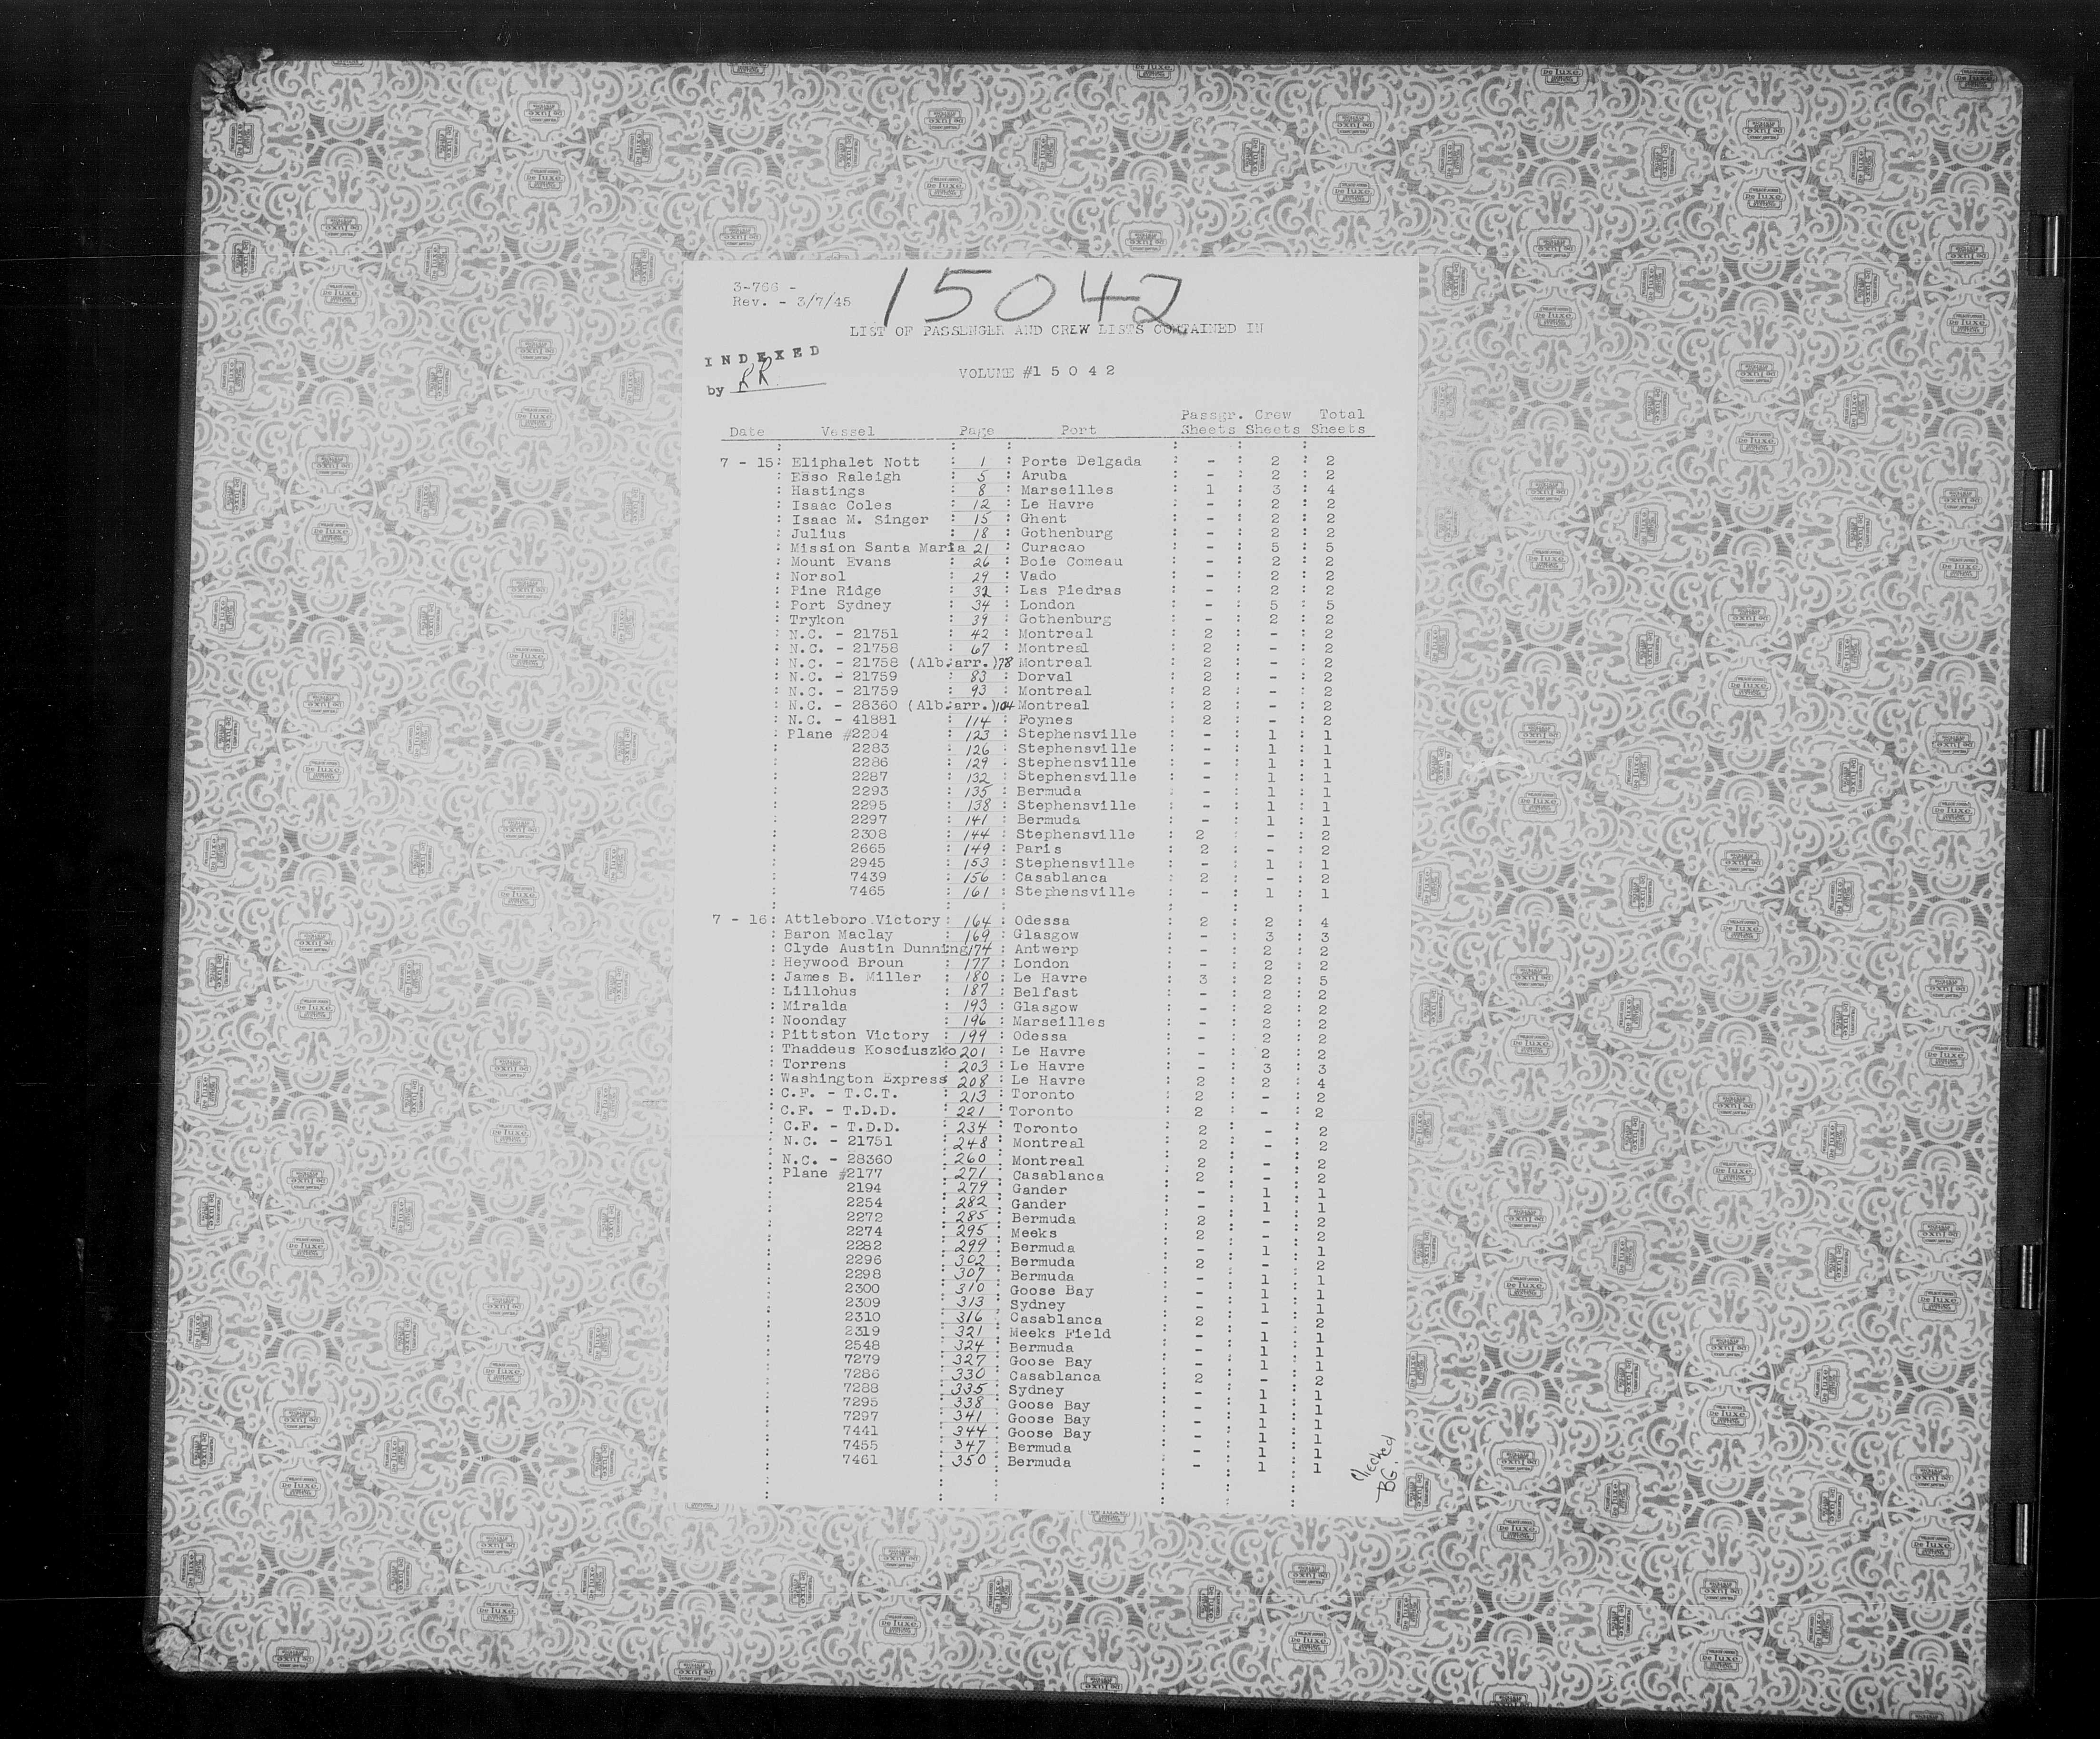 3-766 -
Rev. - 3/7/45
15042
LIST OF PASSENGER AND CREW LISTS CONTAINED IN
INDEXED
by RR
VOLUME #1 5 0 4 2
Passgr. Crew Total
Date Vessel Page Port Sheets Sheets Sheets
7 - 15: Eliphalet Nott : 1 : Porte Delgada : - : 2 : 2
: Esso Raleigh : 5 : Aruba : - : 2 : 2
: Hastings : 8 : Marseilles : 1 : 3 : 4
: Isaac Coles : 12 : Le Havre : - : 2 : 2
: Isaac M. Singer : 15 : Ghent : - : 2 : 2
: Julius : 18 : Gothenburg : - : 2 : 2
: Mission Santa Maria 21 : Curacao : - : 5 : 5
: Mount Evans : 26 : Boie Comeau : - : 2 : 2
: Norsol : 29 : Vado : - : 2 : 2
: Pine Ridge : 32 : Las Piedras : - : 2 : 2
: Port Sydney : 34 : London : - : 5 : 5
: Trykon : 39 : Gothenburg : - : 2 : 2
: N.C. - 21751 : 42 : Montreal : 2 : - : 2
: N.C. - 21758 : 67 : Montreal : 2 : - : 2
: N.C. - 21758 (Alb.arr.)78 Montreal : 2 : - : 2
: N.C. - 21759 : 83 : Dorval : 2 : - : 2
: N.C. - 21759 : 93 : Montreal : 2 : - : 2
: N.C. - 28360 (Alb.arr.)104 Montreal : 2 : - : 2
: N.C. - 41881 : 114 : Foynes : 2 : - : 2
: Plane #2204 : 123 : Stephensville : - : 1 : 1
: 2283 : 126 : Stephensville : - : 1 : 1
: 2286 : 129 : Stephensville : - : 1 : 1
: 2287 : 132 : Stephensville : - : 1 : 1
: 2293 : 135 : Bermuda : - : 1 : 1
: 2295 : 138 : Stephensville : - : 1 : 1
: 2297 : 141 : Bermuda : - : 1 : 1
: 2308 : 144 : Stephensville : 2 : - : 2
: 2665 : 149 : Paris : 2 : - : 2
: 2945 : 153 : Stephensville : - : 1 : 1
: 7439 : 156 : Casablanca : 2 : - : 2
: 7465 : 161 : Stephensville : - : 1 : 1
7 - 16: Attleboro Victory : 164 : Odessa : 2 : 2 : 4
: Baron Maclay : 169 : Glasgow : - : 3 : 3
: Clyde Austin Dunning174 : Antwerp : - : 2 : 2
: Heywood Broun : 177 : London : - : 2 : 2
: James B. Miller : 180 : Le Havre : 3 : 2 : 5
: Lillohus : 187 : Belfast : - : 2 : 2
: Miralda : 193 : Glasgow : - : 2 : 2
: Noonday : 196 : Marseilles : - : 2 : 2
: Pittston Victory : 199 : Odessa : - : 2 : 2
: Thaddeus Kosciuszko 201 : Le Havre : - : 2 : 2
: Torrens : 203 : Le Havre : - : 3 : 3
: Washington Express 208 : Le Havre : 2 : 2 : 4
: C.F. - T.C.T. : 213 : Toronto : 2 : - : 2
: C.F. - T.D.D. : 221 : Toronto : 2 : - : 2
: C.F. - T.D.D. : 234 : Toronto : 2 : - : 2
: N.C. - 21751 : 248 : Montreal : 2 : - : 2
: N.C. - 28360 : 260 : Montreal : 2 : - : 2
: Plane #2177 : 271 : Casablanca : 2 : - : 2
: 2194 : 279 : Gander : - : 1 : 1
: 2254 : 282 : Gander : - : 1 : 1
: 2272 : 285 : Bermuda : 2 : - : 2
: 2274 : 295 : Meeks : 2 : - : 2
: 2282 : 299 : Bermuda : - : 1 : 1
: 2296 : 302 : Bermuda : 2 : - : 2
: 2298 : 307 : Bermuda : - : 1 : 1
: 2300 : 310 : Goose Bay : - : 1 : 1
: 2309 : 313 : Sydney : - : 1 : 1
: 2310 : 316 : Casablanca : 2 : - : 2
: 2319 : 321 : Meeks Field : - : 1 : 1
: 2548 : 324 : Bermuda : - : 1 : 1
: 7279 : 327 : Goose Bay : - : 1 : 1
: 7286 : 330 : Casablanca : 2 : - : 2
: 7288 : 335 : Sydney : - : 1 : 1
: 7295 : 338 : Goose Bay : - : 1 : 1
: 7297 : 341 : Goose Bay : - : 1 : 1
: 7441 : 344 : Goose Bay : - : 1 : 1
: 7455 : 347 : Bermuda : - : 1 : 1
: 7461 : 350 : Bermuda : - : 1 : 1
Checked
BG.